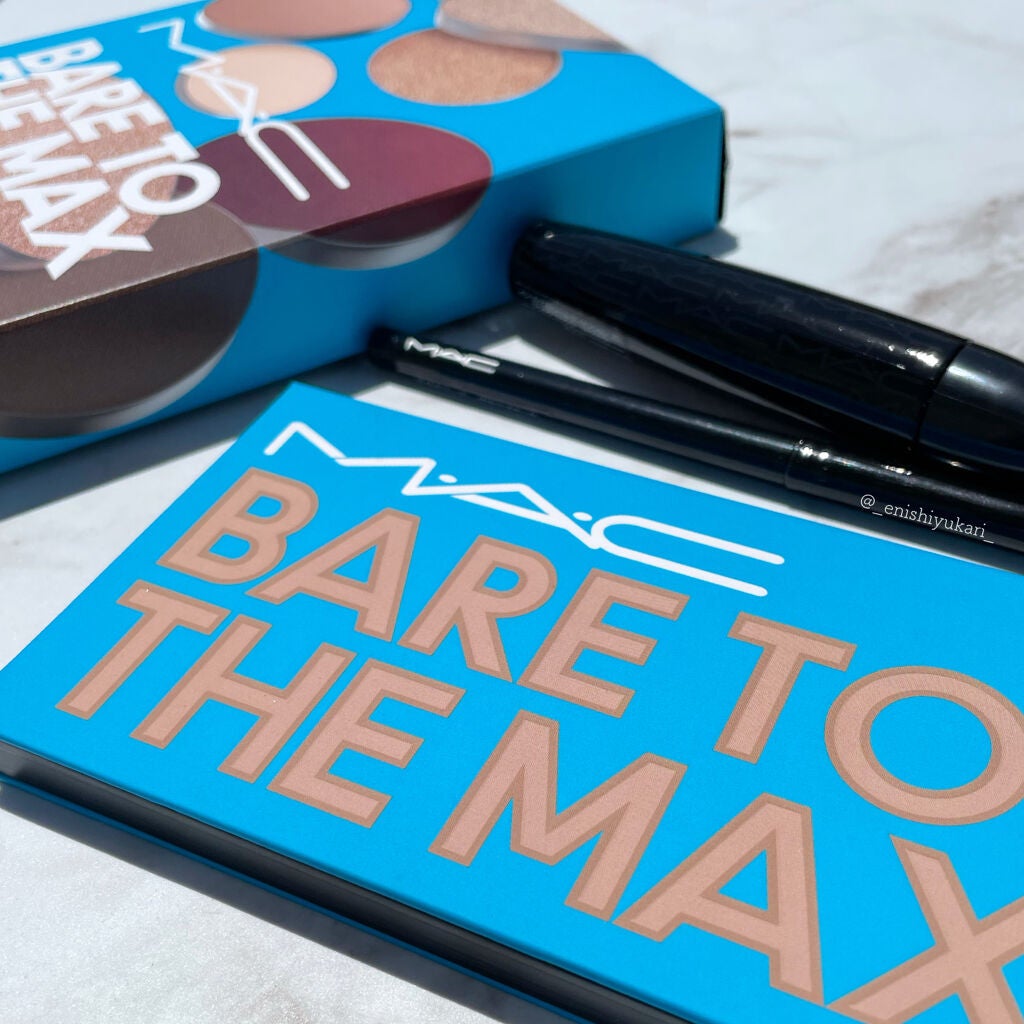 M·A·C
BARE TO
THE MAX
MAC
MAC MAC
@_enishiyukari_
M·A·C
BARE TO
THE MAX